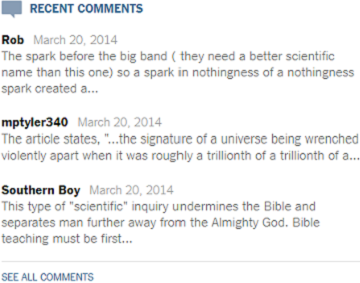 RECENT COMMENTS
Rob March 20, 2014
The spark before the big band ( they need a better scientific
name than this one) so a spark in nothingness of a nothingness
spark created a...
mptyler340 March 20, 2014
The article states, "...the signature of a universe being wrenched
violently apart when it was roughly a trillionth of a trillionth of a...
Southern Boy March 20, 2014
This type of "scientific" inquiry undermines the Bible and
separates man further away from the Almighty God. Bible
teaching must be first...
SEE ALL COMMENTS